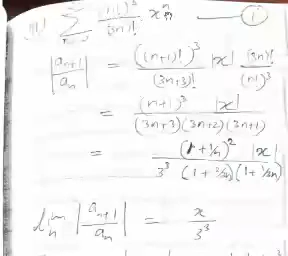 ∑ (n!)³/(3n)! xⁿ —— ①
|aₙ₊₁/aₙ| = ((n+1)!)³/(3n+3)! |x| (3n)!/(n!)³
= (n+1)³ |x|/(3n+3)(3n+2)(3n+1)
= (1+1/n)² |x|/3³ (1+2/3n)(1+1/3n)
lim n |aₙ₊₁/aₙ| = x/3³